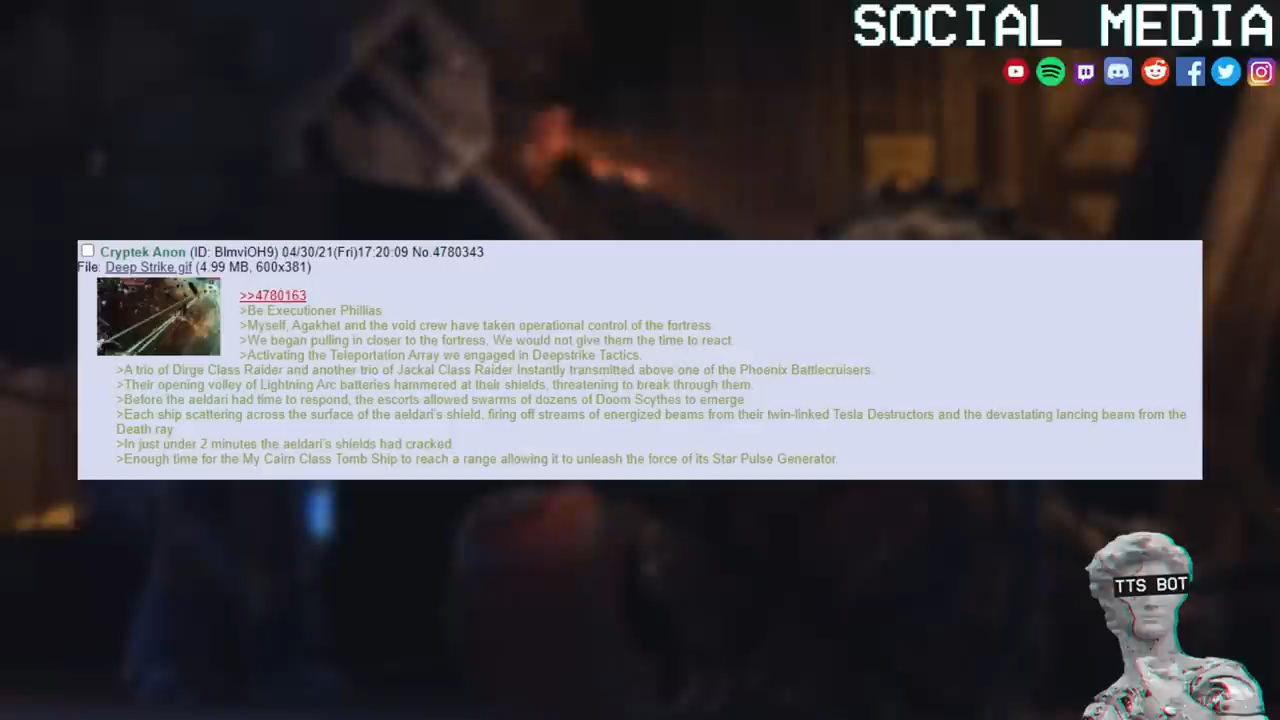 SOCIAL MEDIA
Cryptek Anon (ID: BImviOH9) 04/30/21(Fri)17:20:09 No.4780343
File: Deep Strike.gif (4.99 MB, 600x381)
>>4780163
>Be Executioner Phillias
>Myself, Agakhet and the void crew have taken operational control of the fortress.
>We began pulling in closer to the fortress, We would not give them the time to react.
>Activating the Teleportation Array we engaged in Deepstrike Tactics.
>A trio of Dirge Class Raider and another trio of Jackal Class Raider Instantly transmitted above one of the Phoenix Battlecruisers.
>Their opening volley of Lightning Arc batteries hammered at their shields, threatening to break through them.
>Before the aeldari had time to respond, the escorts allowed swarms of dozens of Doom Scythes to emerge
>Each ship scattering across the surface of the aeldari's shield, firing off streams of energized beams from their twin-linked Tesla Destructors and the devastating lancing beam from the
Death ray
>In just under 2 minutes the aeldari's shields had cracked.
>Enough time for the My Cairn Class Tomb Ship to reach a range allowing it to unleash the force of its Star Pulse Generator.
TTS BOT